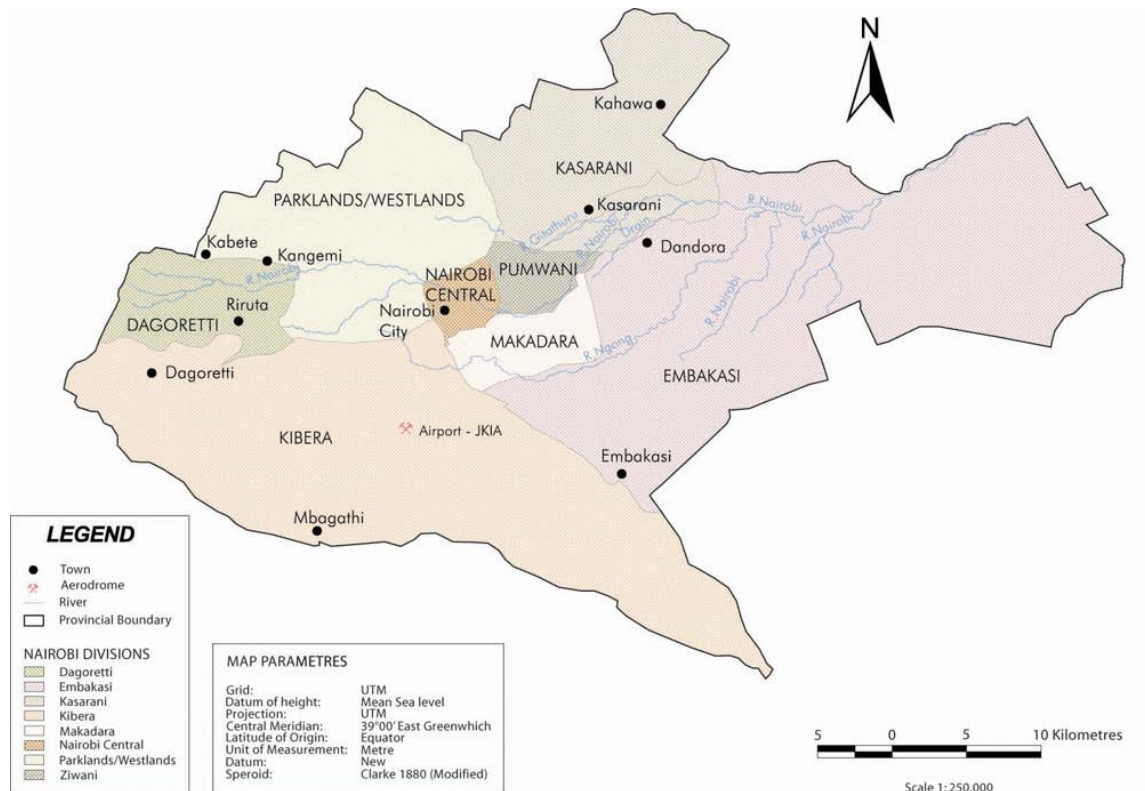 N
Kahawa
KASARANI
PARKLANDS/WESTLANDS
Kasarani
R.Gitathuru
R.Nairobi
Drain
R.Nairobi
R.Nairobi
Dandora
Kabete
Kangemi
R.Nairobi
NAIROBI
CENTRAL
PUMWANI
R.Nairobi
Riruta
DAGORETTI
Nairobi
City
MAKADARA
R.Ngong
EMBAKASI
Dagoretti
KIBERA
Airport - JKIA
Embakasi
Mbagathi
LEGEND
Town
Aerodrome
River
Provincial Boundary
NAIROBI DIVISIONS
Dagoretti
Embakasi
Kasarani
Kibera
Makadara
Nairobi Central
Parklands/Westlands
Ziwani
MAP PARAMETRES
Grid: UTM
Datum of height: Mean Sea level
Projection: UTM
Central Meridian: 39°00' East Greenwhich
Latitude of Origin: Equator
Unit of Measurement: Metre
Datum: New
Speroid: Clarke 1880 (Modified)
5 0 5 10 Kilometres
Scale 1:250,000